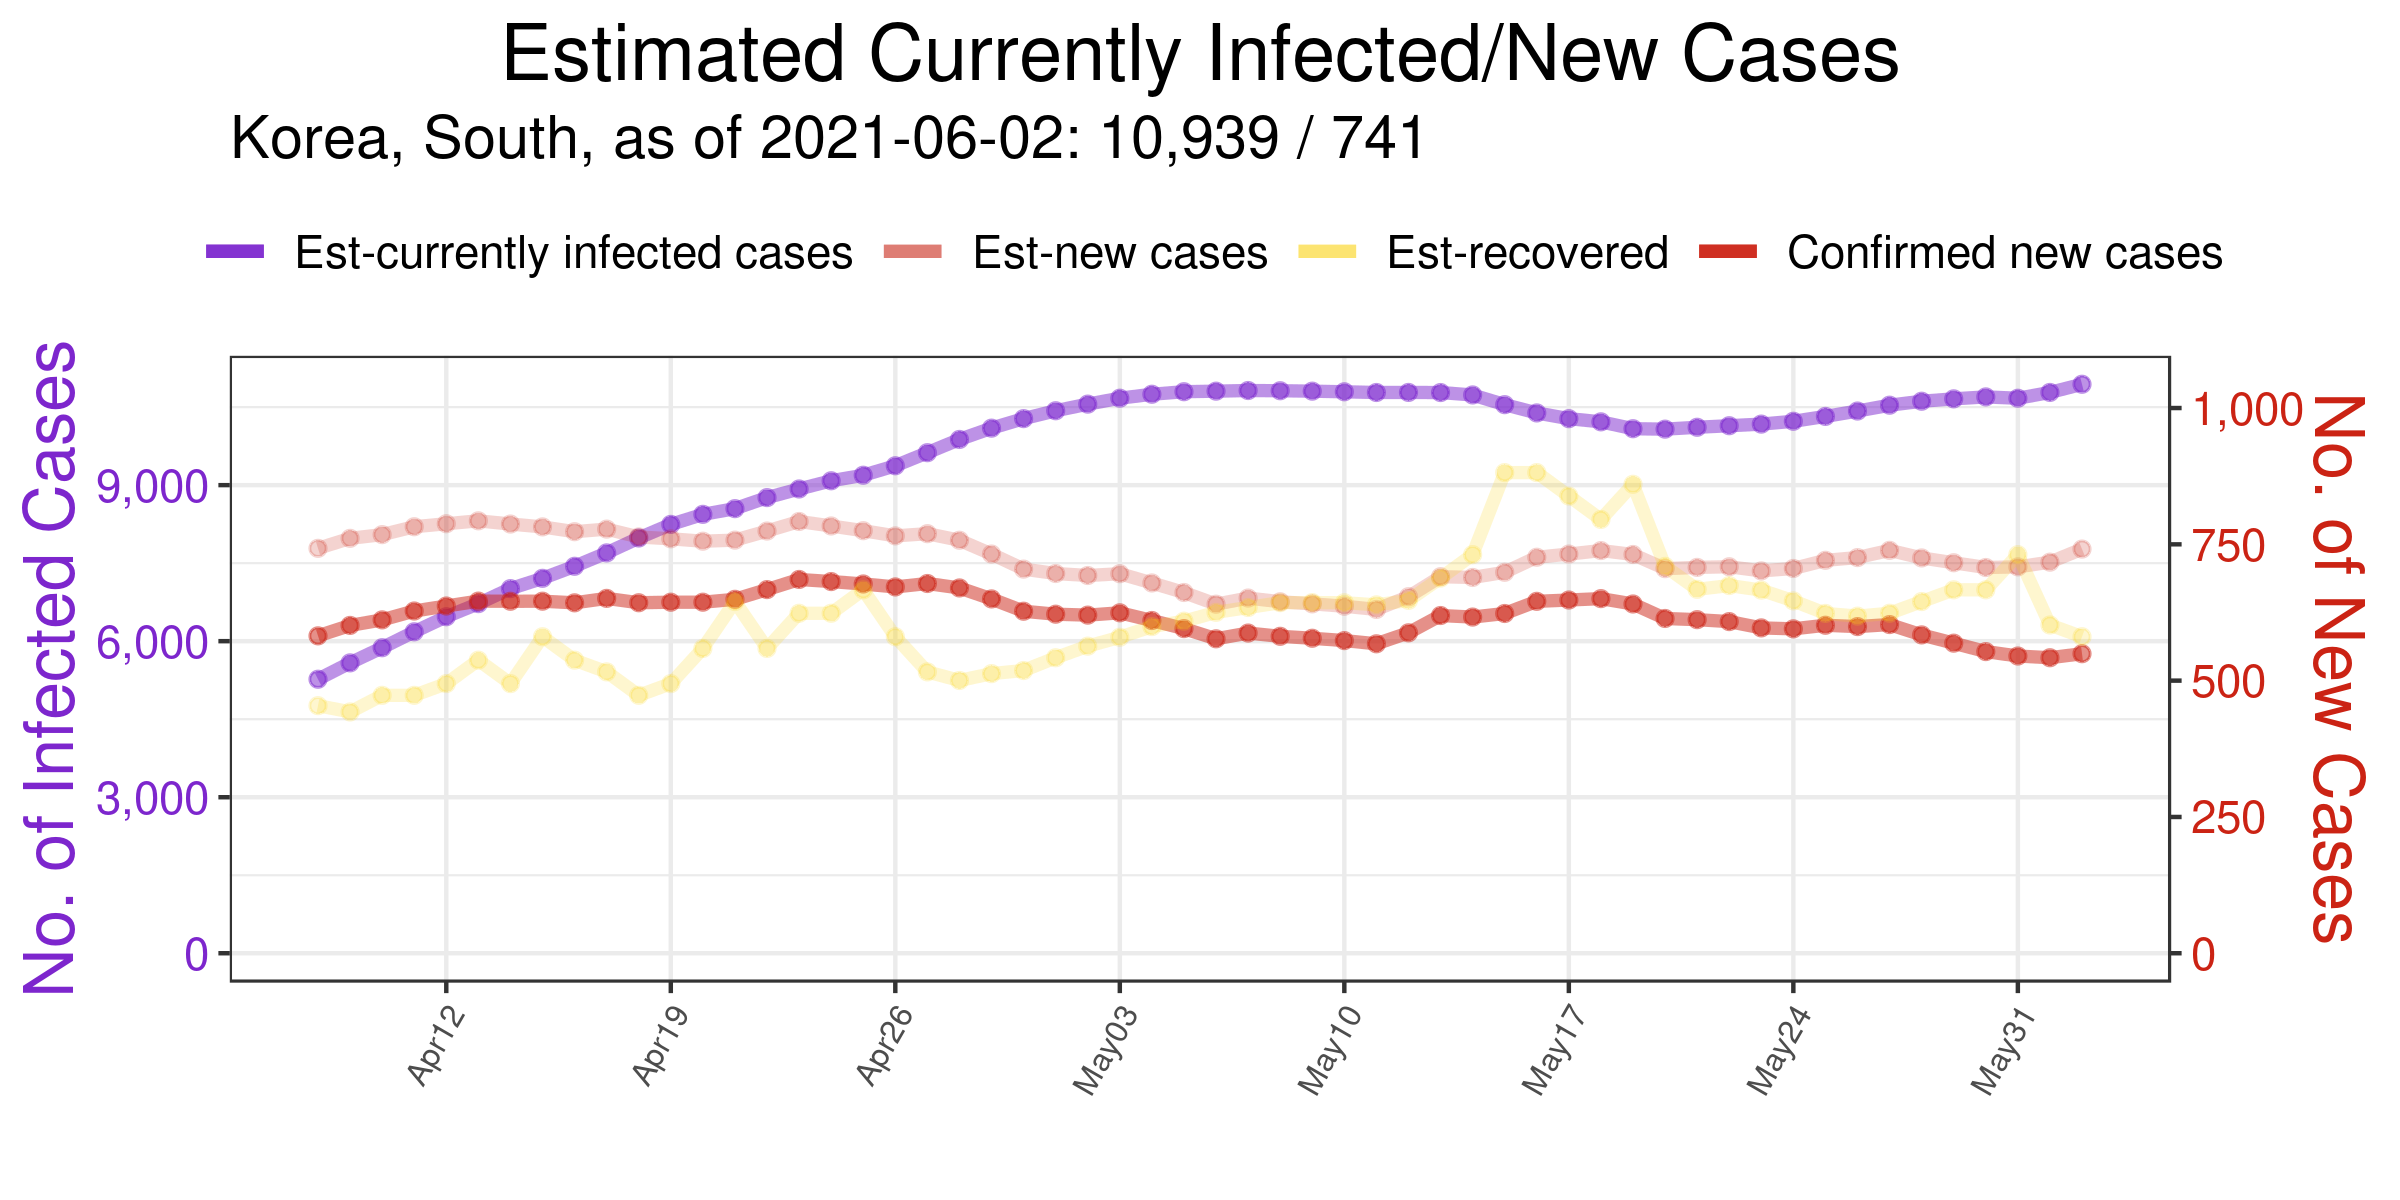 Estimated Currently Infected/New Cases
Korea, South, as of 2021-06-02: 10,939 / 741
Est-currently infected cases Est-new cases Est-recovered Confirmed new cases
No. of Infected Cases
9,000
6,000
3,000
0
1,000
750
500
250
0
No. of New Cases
Apr12 Apr19 Apr26 May03 May10 May17 May24 May31